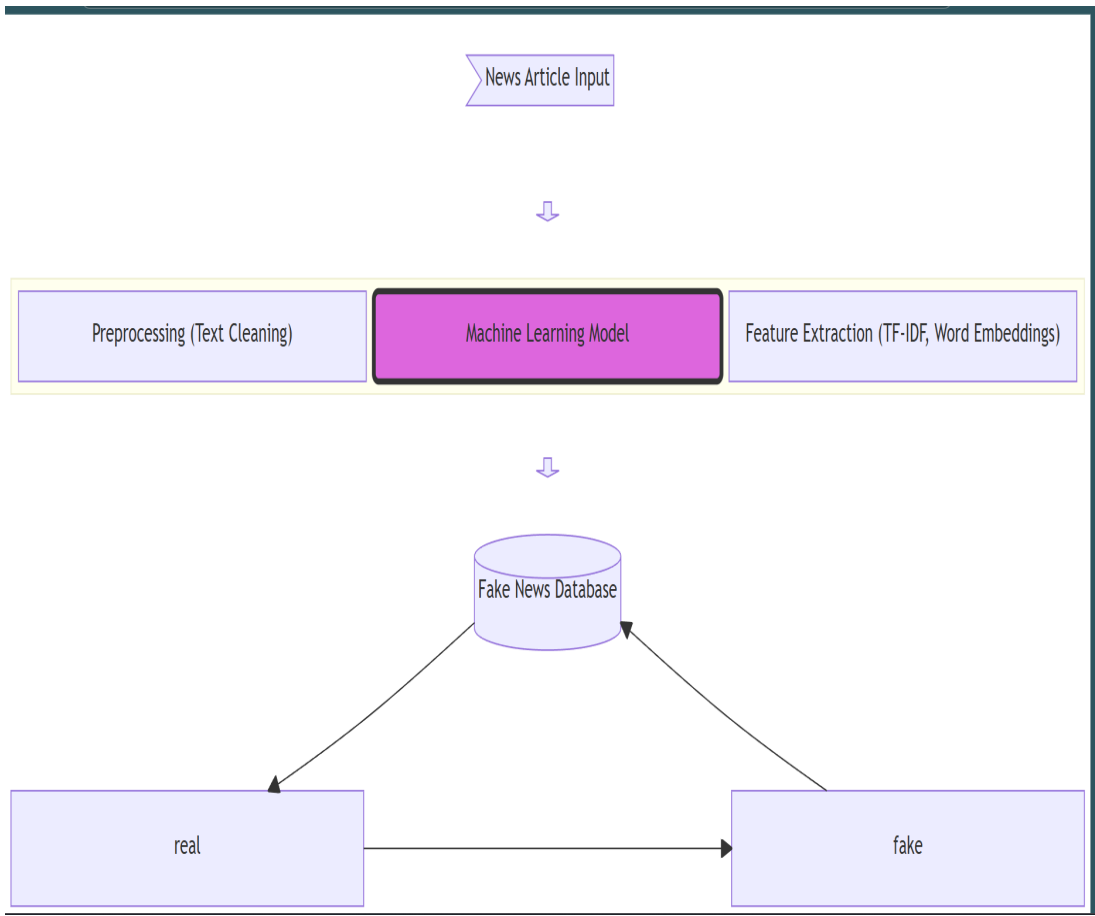 News Article Input
Preprocessing (Text Cleaning)
Machine Learning Model
Feature Extraction (TF-IDF, Word Embeddings)
Fake News Database
real
fake